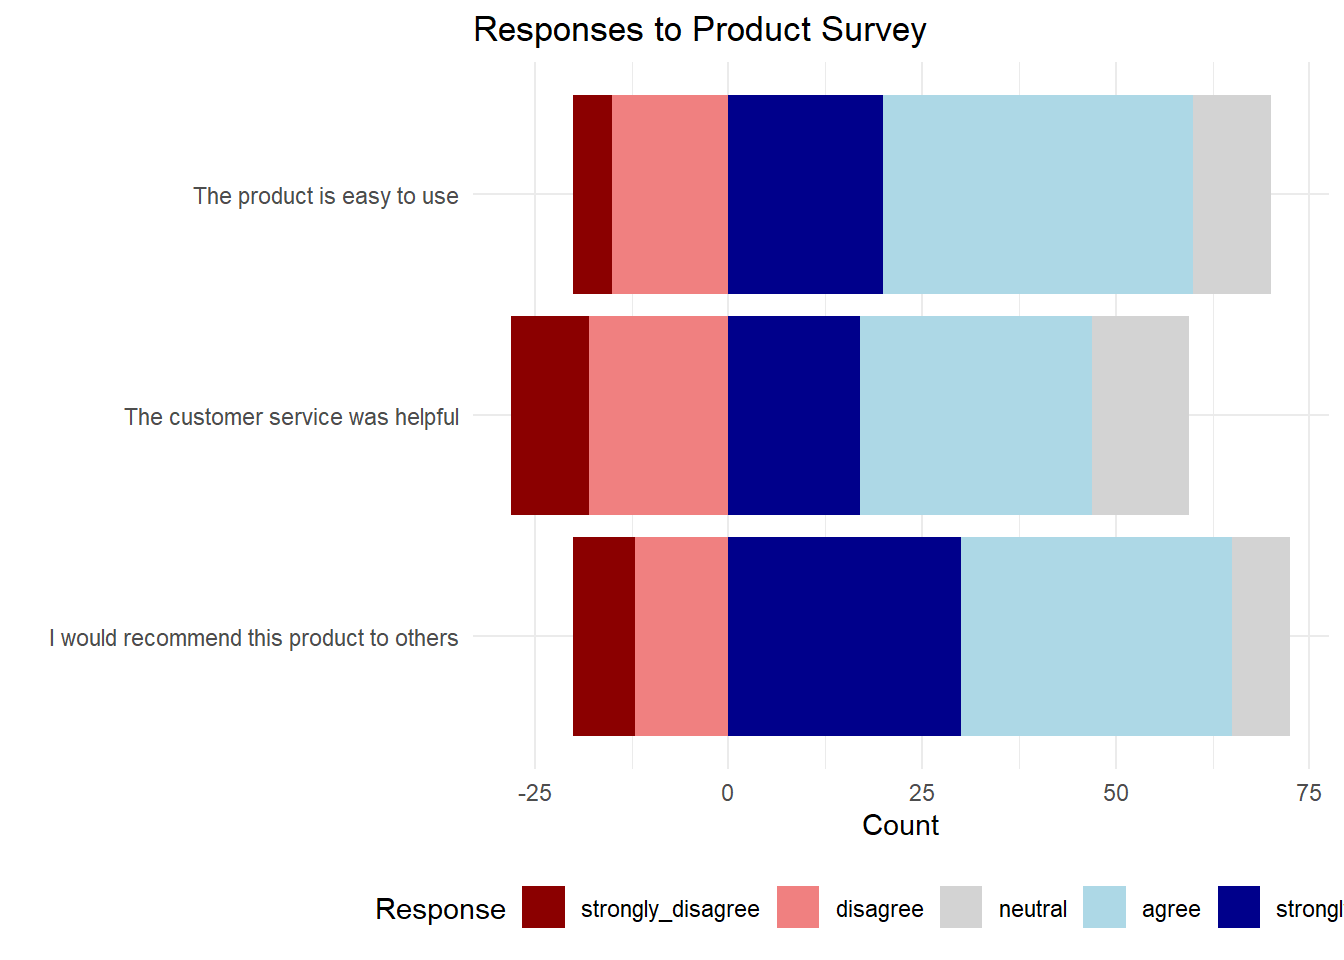 Responses to Product Survey
The product is easy to use
The customer service was helpful
I would recommend this product to others
-25 0 25 50 75
Count
Response strongly_disagree disagree neutral agree strongl